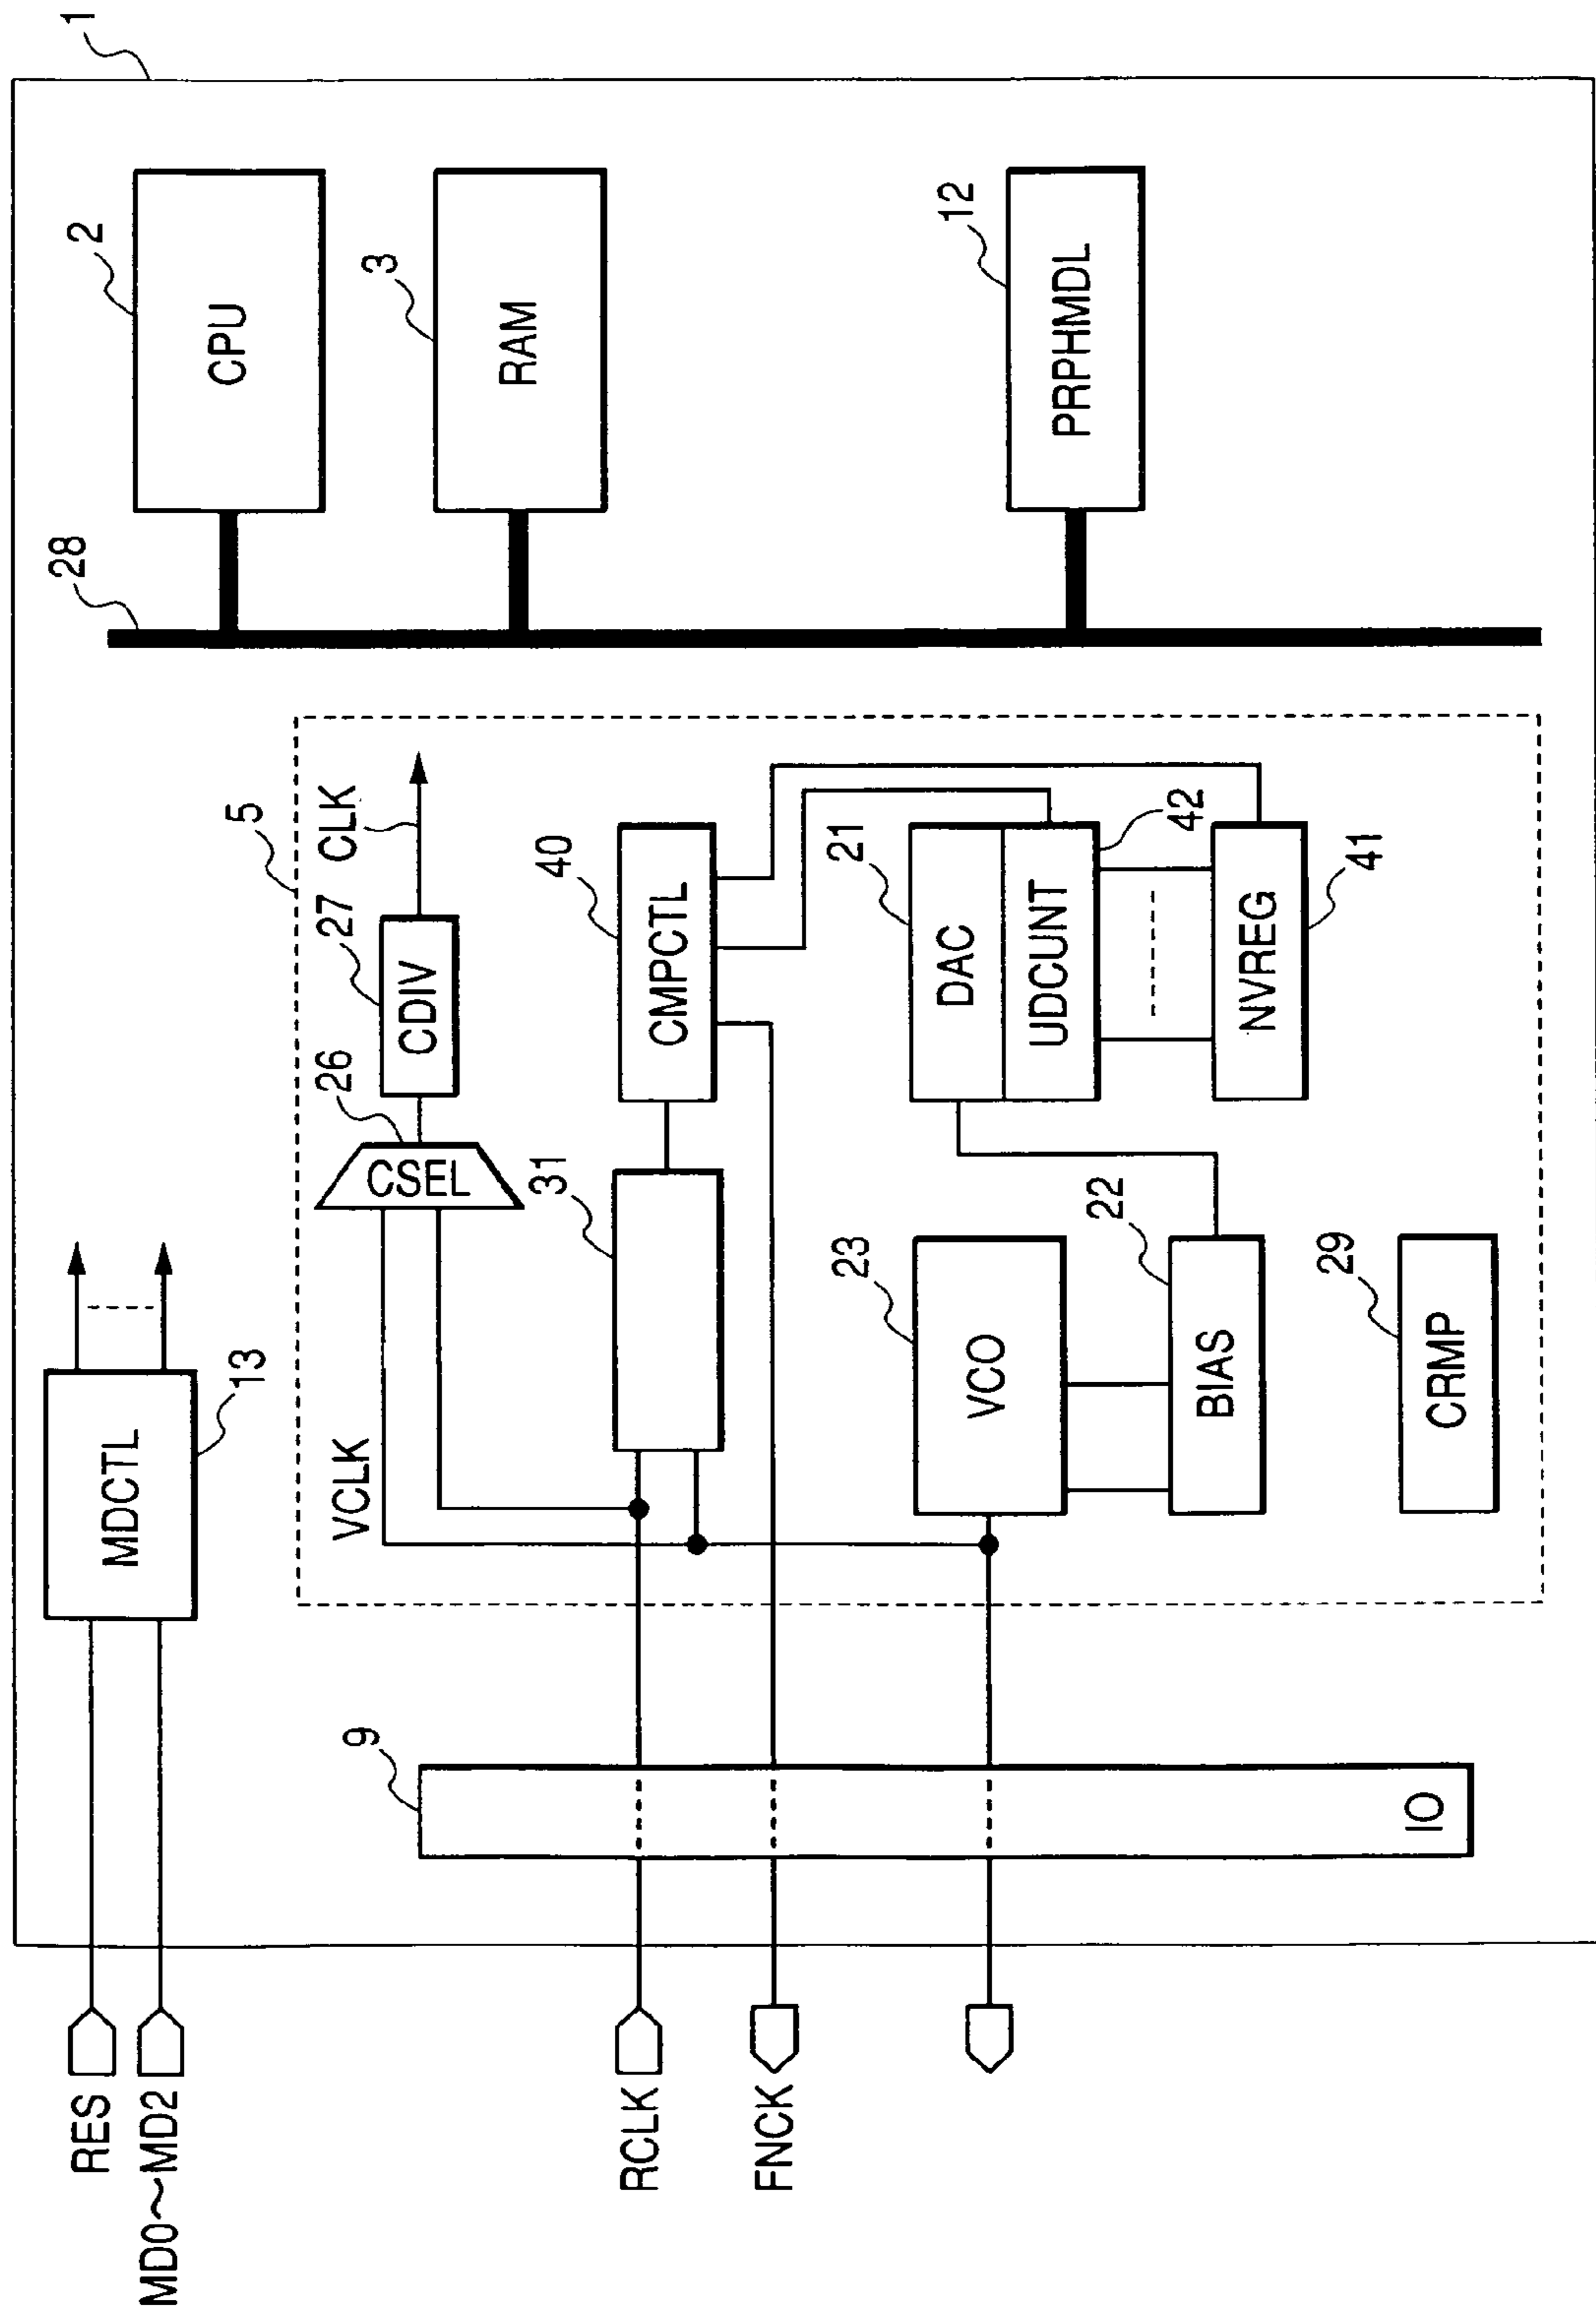 1
RES
MD0~MD2
MDCTL
13
2
CPU
28
3
RAM
12
PRPHMDL
5
VCLK
CSEL
26
CDIV
27
CLK
9
IO
RCLK
FNCK
31
40
CMPCTL
23
VCO
22
BIAS
21
DAC
UDCUNT
42
NVREG
41
29
CRMP